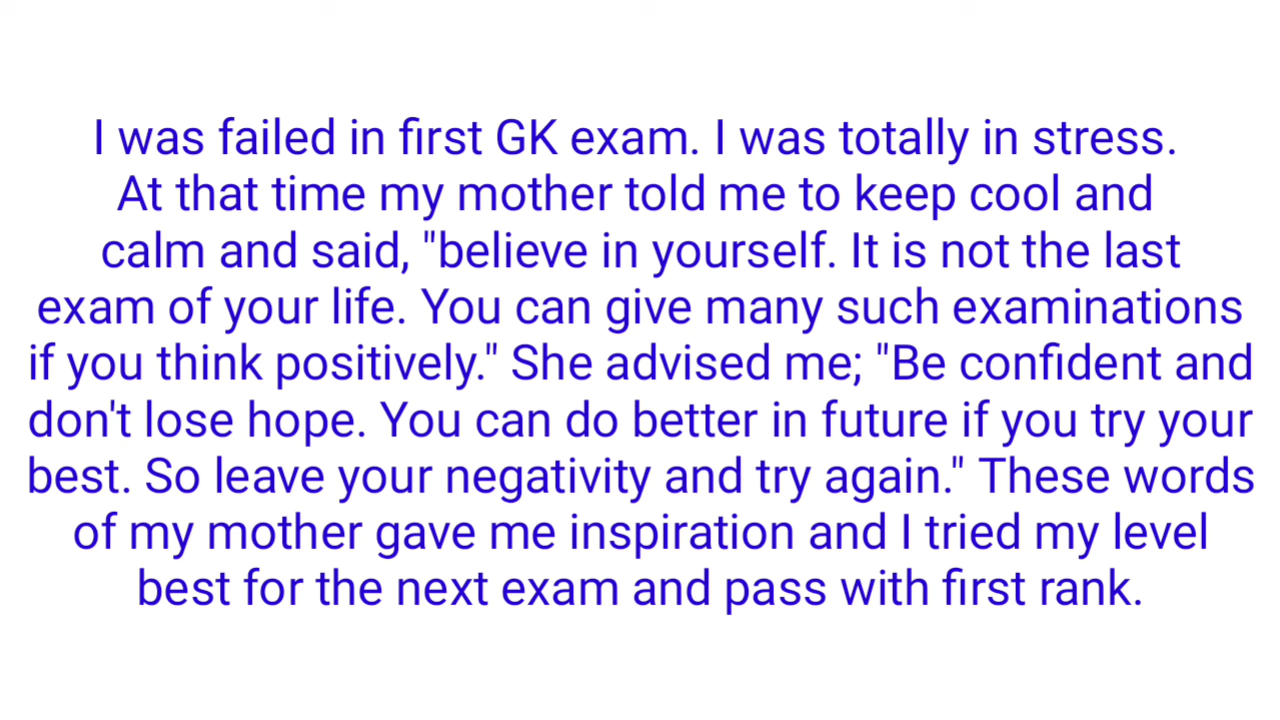 I was failed in first GK exam. I was totally in stress.
At that time my mother told me to keep cool and
calm and said, "believe in yourself. It is not the last
exam of your life. You can give many such examinations
if you think positively." She advised me; "Be confident and
don't lose hope. You can do better in future if you try your
best. So leave your negativity and try again." These words
of my mother gave me inspiration and I tried my level
best for the next exam and pass with first rank.